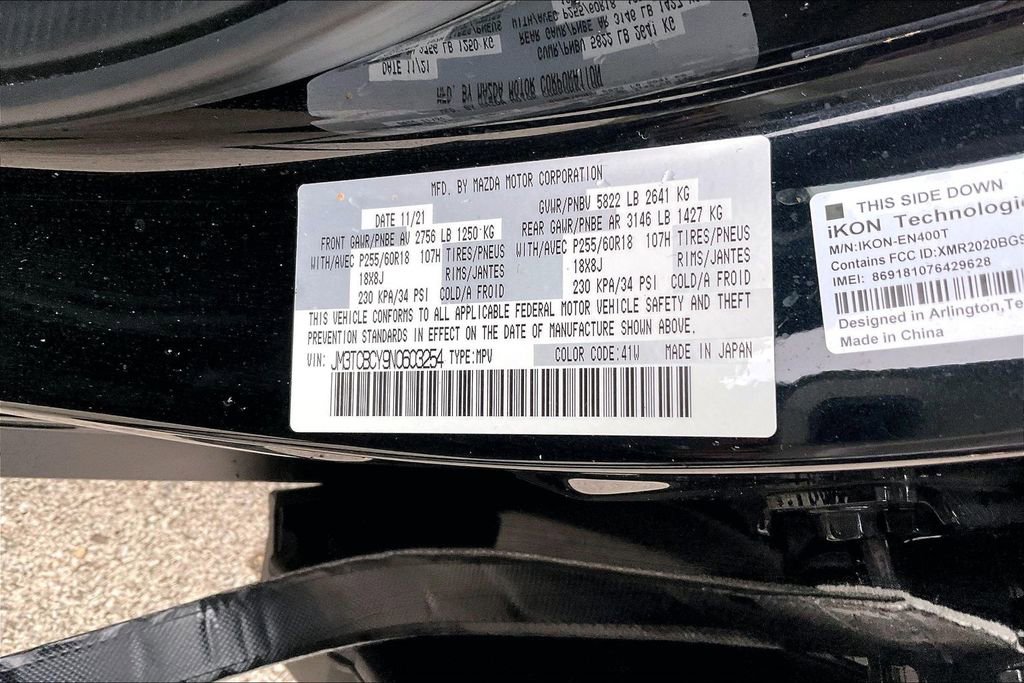 MFD. BY MAZDA MOTOR CORPORATION
GVWR/PNBV 5822 LB 2641 KG
DATE 11/21
FRONT GAWR/PNBE AV 2756 LB 1250 KG REAR GAWR/PNBE AR 3146 LB 1427 KG
WITH/AVEC P255/60R18 107H TIRES/PNEUS WITH/AVEC P255/60R18 107H TIRES/PNEUS
18X8J RIMS/JANTES 18X8J RIMS/JANTES
230 KPA/34 PSI COLD/A FROID 230 KPA/34 PSI COLD/A FROID
THIS VEHICLE CONFORMS TO ALL APPLICABLE FEDERAL MOTOR VEHICLE SAFETY AND THEFT
PREVENTION STANDARDS IN EFFECT ON THE DATE OF MANUFACTURE SHOWN ABOVE.
VIN: JM3TCBCY9N0603254 TYPE:MPV COLOR CODE:41W MADE IN JAPAN
THIS SIDE DOWN
iKON Technologie
M/N:IKON-EN400T
Contains FCC ID:XMR2020BG9
IMEI: 869181076429628
Designed in Arlington,Te
Made in China